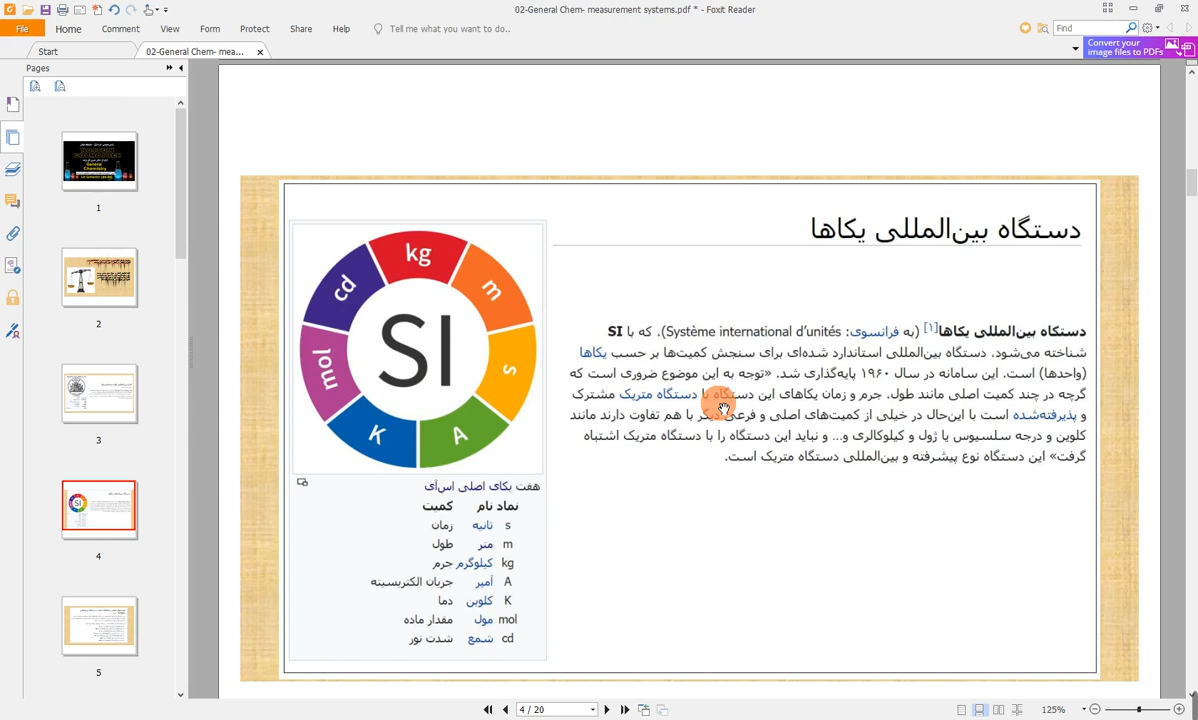 02-General Chem- measurement systems.pdf * - Foxit Reader
File Home Comment View Form Protect Share Help Tell me what you want to do.. Find
Start 02-General Chem- mea... Convert your image files to PDFs
Pages
1
2
3
4
5
General Chemistry
دستگاه بین‌المللی یکاها
دستگاه بین‌المللی یکاها[۱] (به فرانسوی: Système international d'unités). که با SI
شناخته می‌شود. دستگاه بین‌المللی استاندارد شده‌ای برای سنجش کمیت‌ها بر حسب یکاها
(واحدها) است. این سامانه در سال ۱۹۶۰ پایه‌گذاری شد. «توجه به این موضوع ضروری است که
گرچه در چند کمیت اصلی مانند طول. جرم و زمان یکاهای این دستگاه با دستگاه متریک مشترک
و پذیرفته‌شده است با این‌حال در خیلی از کمیت‌های اصلی و فرعی دیگر با هم تفاوت دارند مانند
کلوین و درجه سلسیوس یا ژول و کیلوکالری و... و نباید این دستگاه را با دستگاه متریک اشتباه
گرفت» این دستگاه نوع پیشرفته و بین‌المللی دستگاه متریک است.
SI
kg
m
s
A
K
mol
cd
هفت یکای اصلی اس‌آی
نماد نام کمیت
s ثانیه زمان
m متر طول
kg کیلوگرم جرم
A آمپر جریان الکتریسیته
K کلوین دما
mol مول مقدار ماده
cd شمع شدت نور
4 / 20
125%